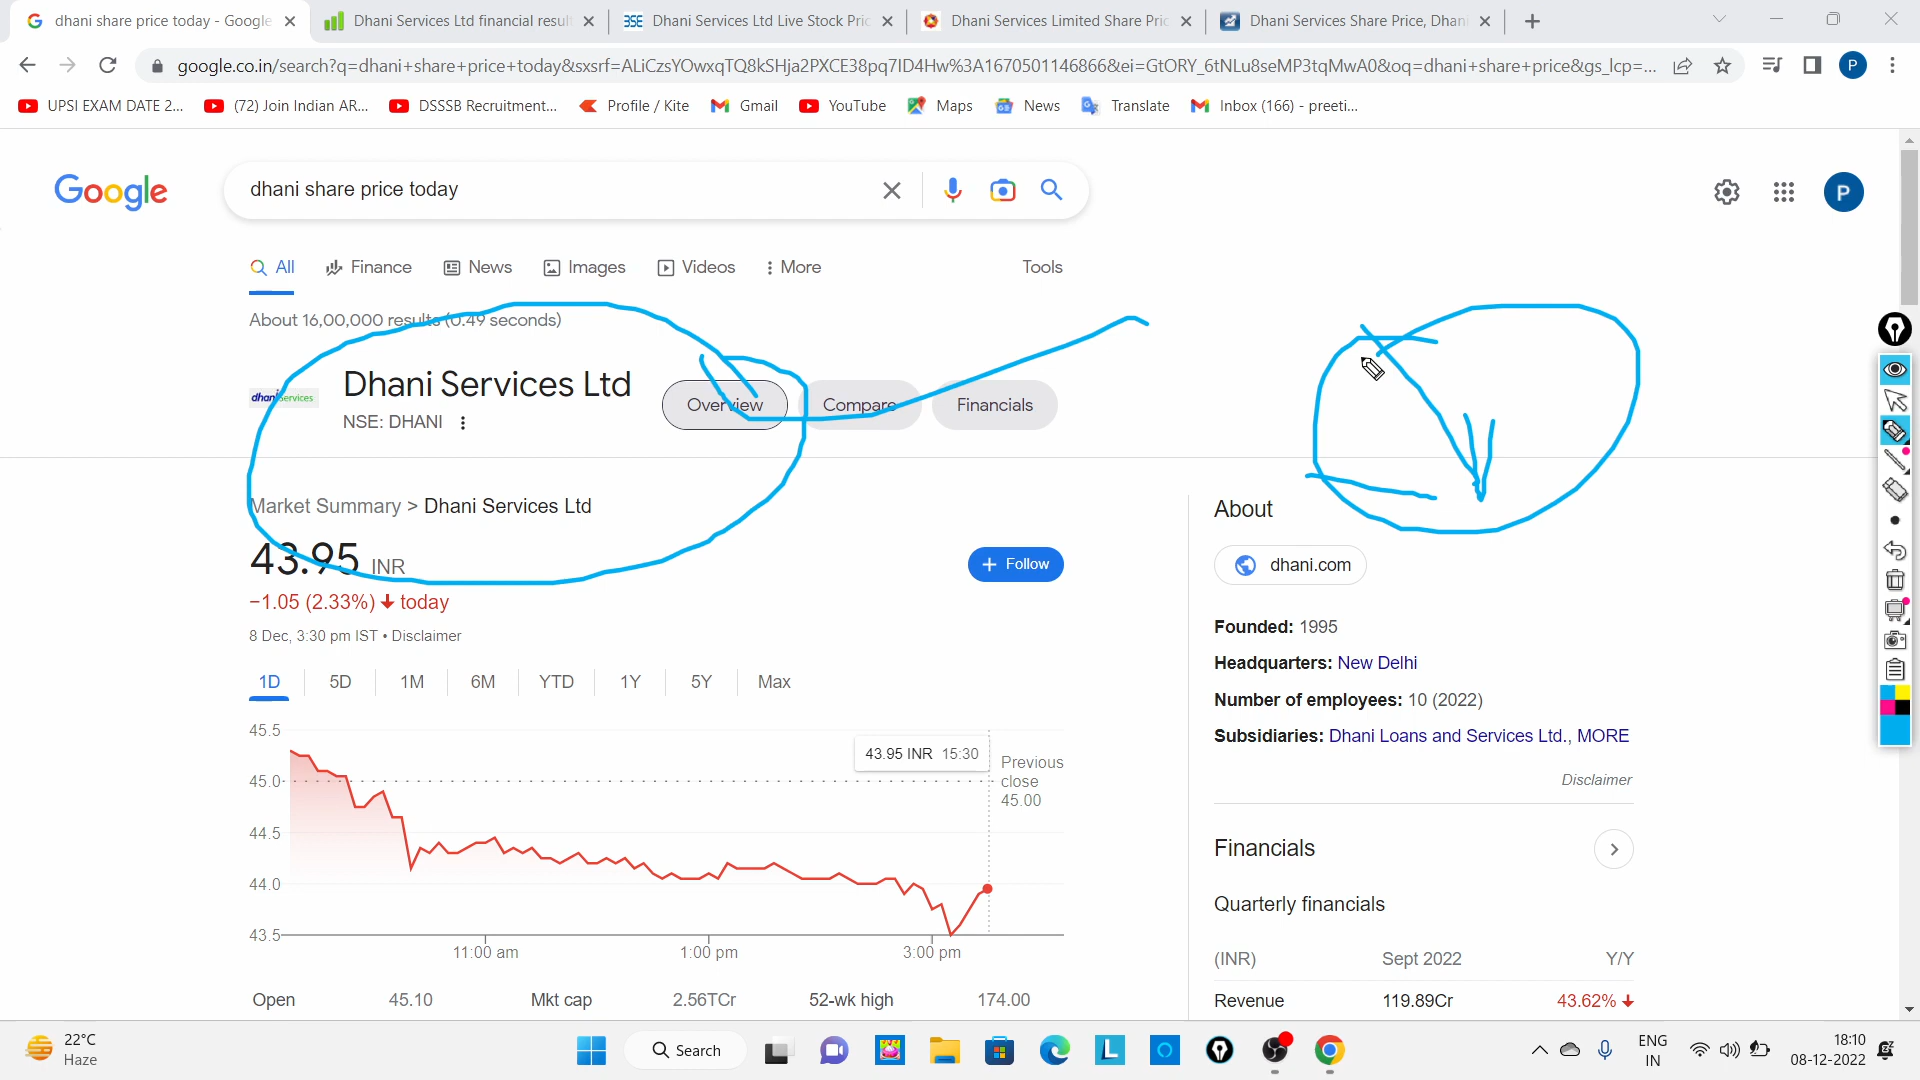 dhani share price today - Google
Dhani Services Ltd financial result
BSE Dhani Services Ltd Live Stock Pric
Dhani Services Limited Share Pric
Dhani Services Share Price, Dhani
google.co.in/search?q=dhani+share+price+today&sxsrf=ALiCzsYOwxqTQ8kSHja2PXCE38pq7ID4Hw%3A1670501146866&ei=GtORY_6tNLu8seMP3tqMwA0&oq=dhani+share+price&gs_lcp=...
P
UPSI EXAM DATE 2...
(72) Join Indian AR...
DSSSB Recruitment...
Profile / Kite
Gmail
YouTube
Maps
News
Translate
Inbox (166) - preeti...
Google
dhani share price today
P
All
Finance
News
Images
Videos
More
Tools
About 16,00,000 results (0.49 seconds)
dhani services
Dhani Services Ltd
NSE: DHANI
Overview
Compare
Financials
Market Summary > Dhani Services Ltd
43.95 INR
Follow
−1.05 (2.33%) today
8 Dec, 3:30 pm IST • Disclaimer
1D
5D
1M
6M
YTD
1Y
5Y
Max
45.5
45.0
44.5
44.0
43.5
43.95 INR 15:30
Previous
close
45.00
11:00 am
1:00 pm
3:00 pm
Open 45.10
Mkt cap 2.56TCr
52-wk high 174.00
About
dhani.com
Founded: 1995
Headquarters: New Delhi
Number of employees: 10 (2022)
Subsidiaries: Dhani Loans and Services Ltd., MORE
Disclaimer
Financials
Quarterly financials
(INR) Sept 2022 Y/Y
Revenue 119.89Cr 43.62%
22°C
Haze
Search
L
ENG
IN
18:10
08-12-2022